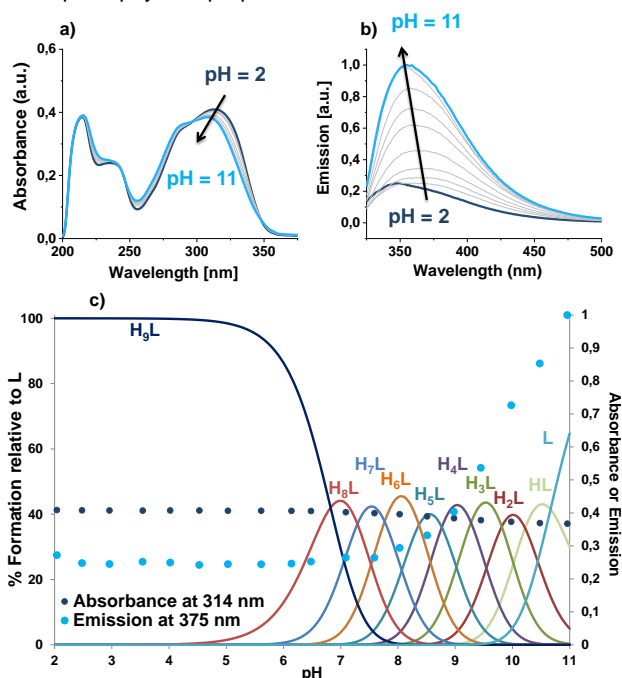 a)
pH = 2
pH = 11
Absorbance (a.u.)
0,6
0,4
0,2
0,0
200 250 300 350
Wavelength [nm]
b)
pH = 11
pH = 2
Emission [a.u.]
1,0
0,8
0,6
0,4
0,2
0,0
350 400 450 500
Wavelength (nm)
c)
% Formation relative to L
100
80
60
40
20
0
H₉L
H₈L
H₇L
H₆L
H₅L
H₄L
H₃L
H₂L
HL
L
Absorbance at 314 nm
Emission at 375 nm
2 3 4 5 6 7 8 9 10 11
pH
1
0,9
0,8
0,7
0,6
0,5
0,4
0,3
0,2
0,1
0
Absorbance or Emission